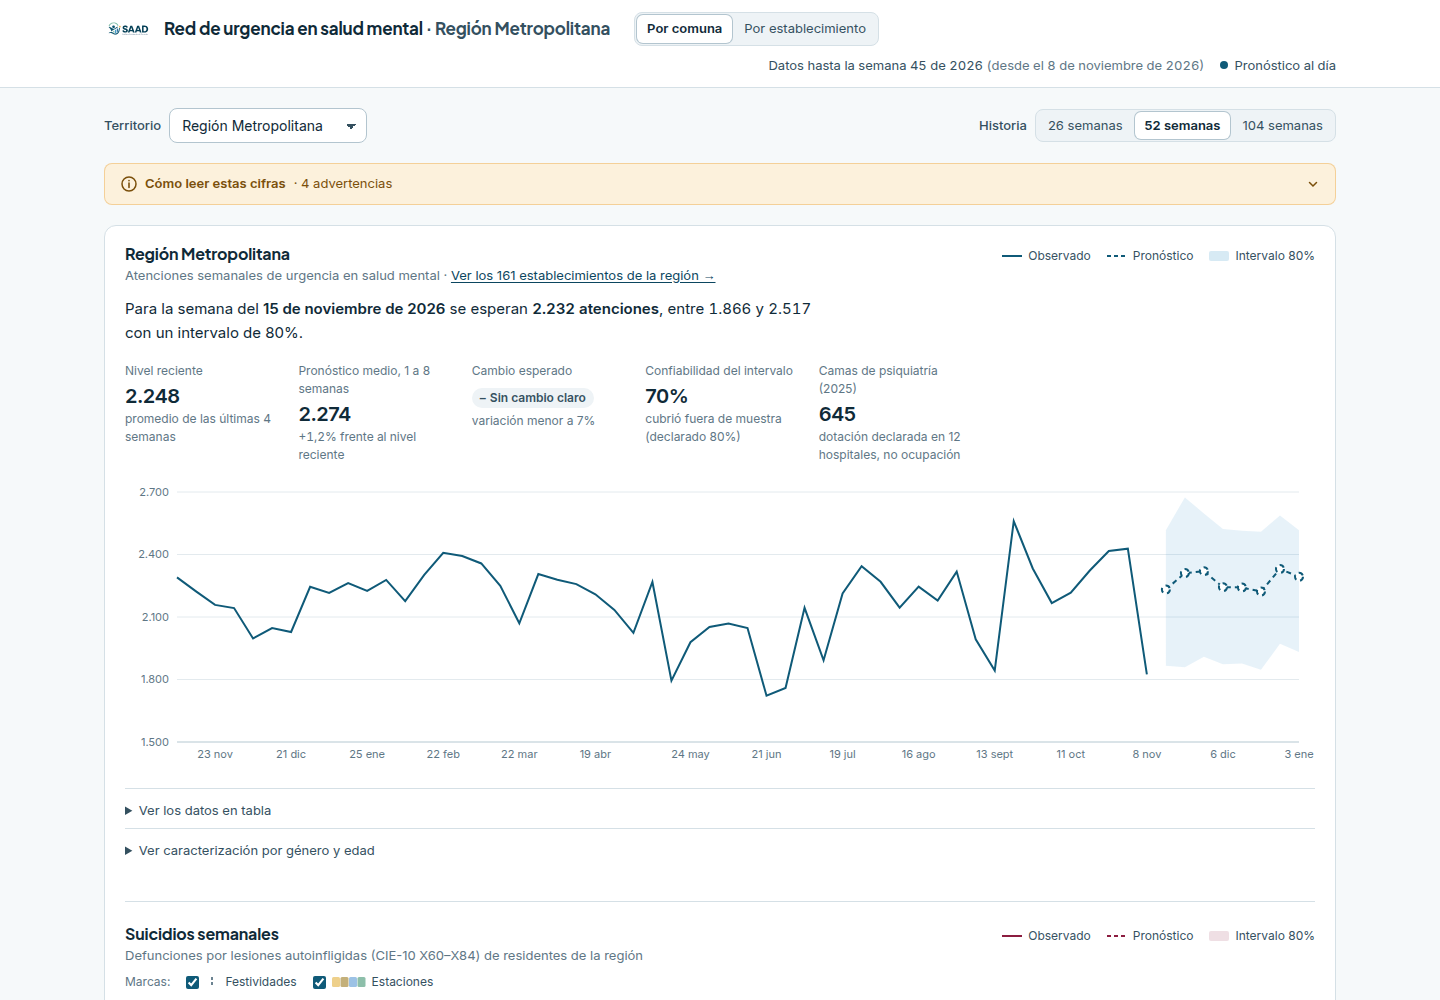 SAAD
Red de urgencia en salud mental · Región Metropolitana
Por comuna
Por establecimiento
Datos hasta la semana 45 de 2026 (desde el 8 de noviembre de 2026)
Pronóstico al día
Territorio
Región Metropolitana
Historia
26 semanas
52 semanas
104 semanas
Cómo leer estas cifras · 4 advertencias
Región Metropolitana
Atenciones semanales de urgencia en salud mental · Ver los 161 establecimientos de la región →
Observado
Pronóstico
Intervalo 80%
Para la semana del 15 de noviembre de 2026 se esperan 2.232 atenciones, entre 1.866 y 2.517
con un intervalo de 80%.
Nivel reciente
2.248
promedio de las últimas 4
semanas
Pronóstico medio, 1 a 8
semanas
2.274
+1,2% frente al nivel
reciente
Cambio esperado
– Sin cambio claro
variación menor a 7%
Confiabilidad del intervalo
70%
cubrió fuera de muestra
(declarado 80%)
Camas de psiquiatría
(2025)
645
dotación declarada en 12
hospitales, no ocupación
2.700
2.400
2.100
1.800
1.500
23 nov
21 dic
25 ene
22 feb
22 mar
19 abr
24 may
21 jun
19 jul
16 ago
13 sept
11 oct
8 nov
6 dic
3 ene
Ver los datos en tabla
Ver caracterización por género y edad
Suicidios semanales
Defunciones por lesiones autoinfligidas (CIE-10 X60–X84) de residentes de la región
Observado
Pronóstico
Intervalo 80%
Marcas:
Festividades
Estaciones